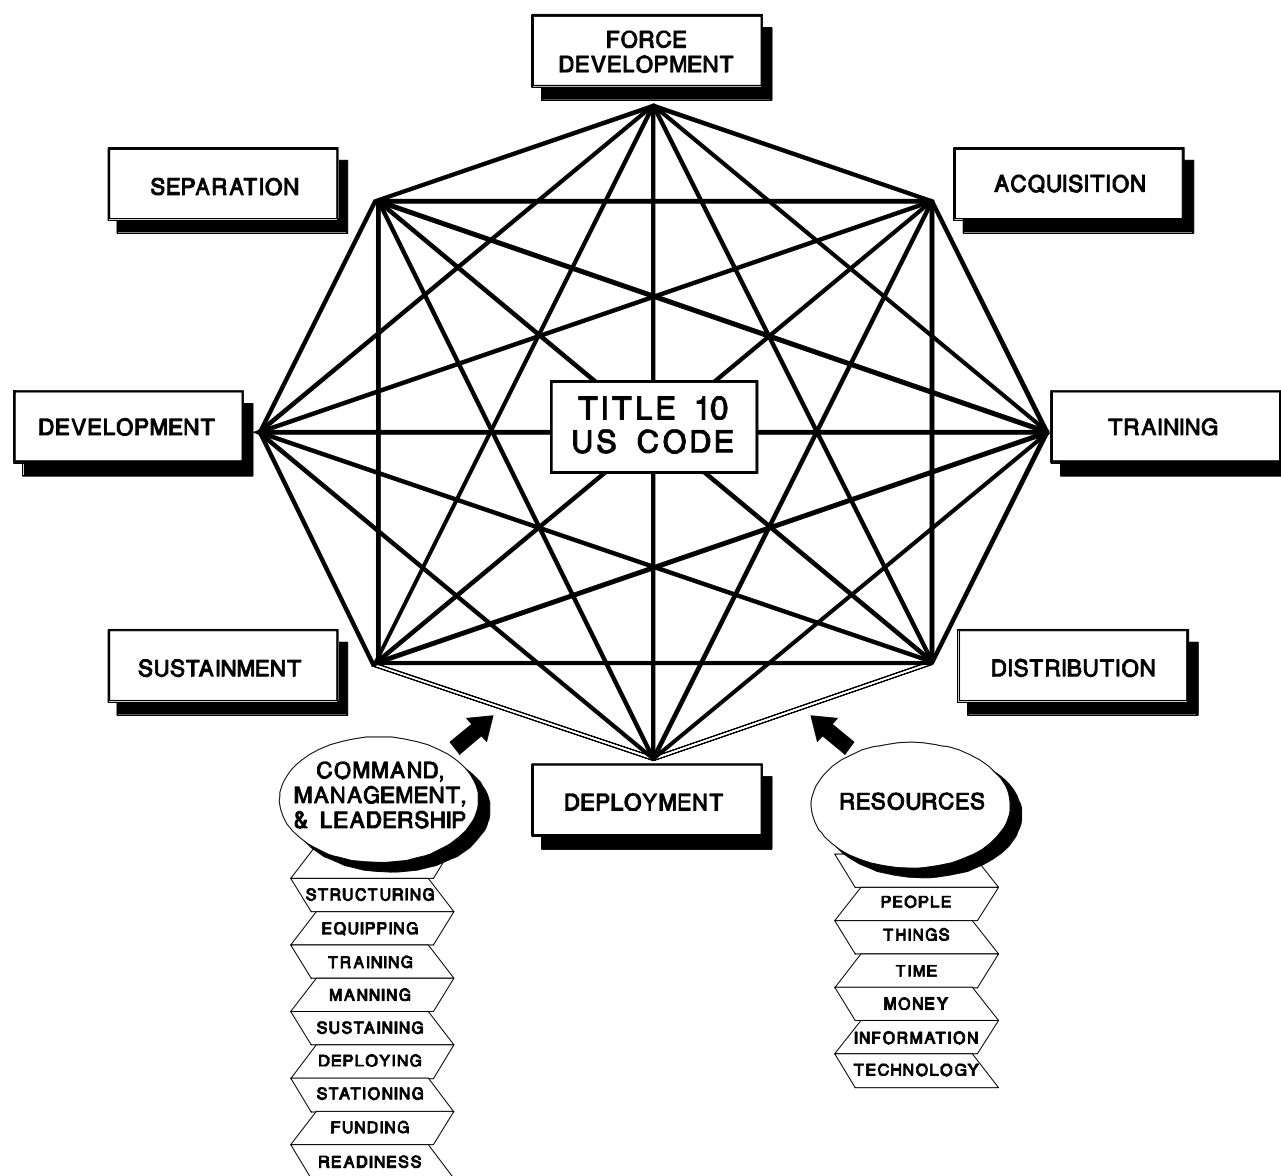 FORCE
DEVELOPMENT
SEPARATION
ACQUISITION
TITLE 10
US CODE
DEVELOPMENT
TRAINING
SUSTAINMENT
DISTRIBUTION
COMMAND,
MANAGEMENT,
& LEADERSHIP
DEPLOYMENT
RESOURCES
STRUCTURING
EQUIPPING
TRAINING
MANNING
SUSTAINING
DEPLOYING
STATIONING
FUNDING
READINESS
PEOPLE
THINGS
TIME
MONEY
INFORMATION
TECHNOLOGY